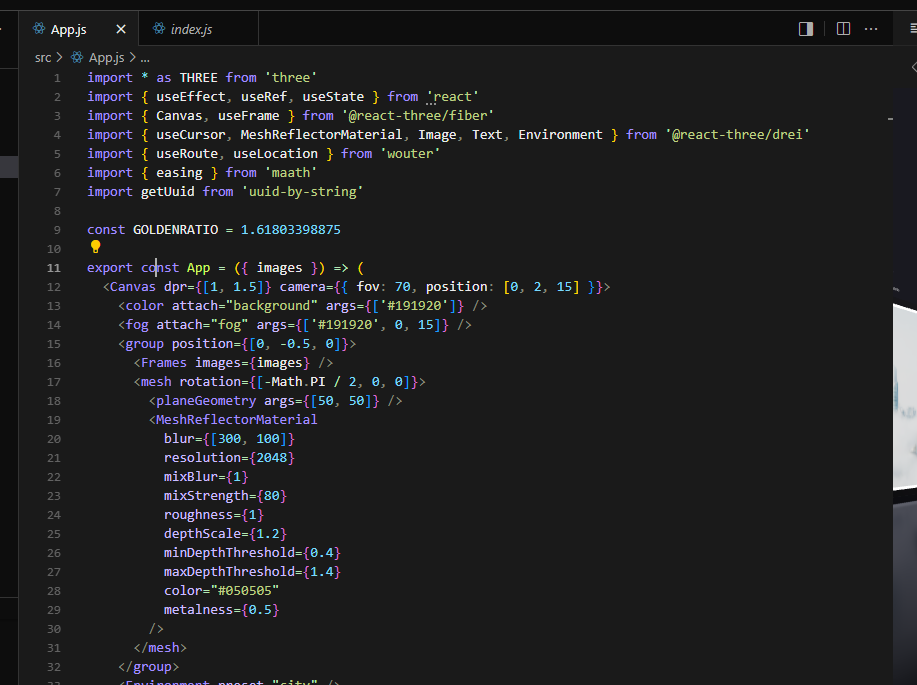 App.js
index.js
src > App.js > ...
1 import * as THREE from 'three'
2 import { useEffect, useRef, useState } from 'react'
3 import { Canvas, useFrame } from '@react-three/fiber'
4 import { useCursor, MeshReflectorMaterial, Image, Text, Environment } from '@react-three/drei'
5 import { useRoute, useLocation } from 'wouter'
6 import { easing } from 'maath'
7 import getUuid from 'uuid-by-string'
8
9 const GOLDENRATIO = 1.61803398875
10
11 export const App = ({ images }) => (
12 <Canvas dpr={[1, 1.5]} camera={{ fov: 70, position: [0, 2, 15] }}>
13 <color attach="background" args={['#191920']} />
14 <fog attach="fog" args={['#191920', 0, 15]} />
15 <group position={[0, -0.5, 0]}>
16 <Frames images={images} />
17 <mesh rotation={[-Math.PI / 2, 0, 0]}>
18 <planeGeometry args={[50, 50]} />
19 <MeshReflectorMaterial
20 blur={[300, 100]}
21 resolution={2048}
22 mixBlur={1}
23 mixStrength={80}
24 roughness={1}
25 depthScale={1.2}
26 minDepthThreshold={0.4}
27 maxDepthThreshold={1.4}
28 color="#050505"
29 metalness={0.5}
30 />
31 </mesh>
32 </group>
33 <Environment preset="city" />